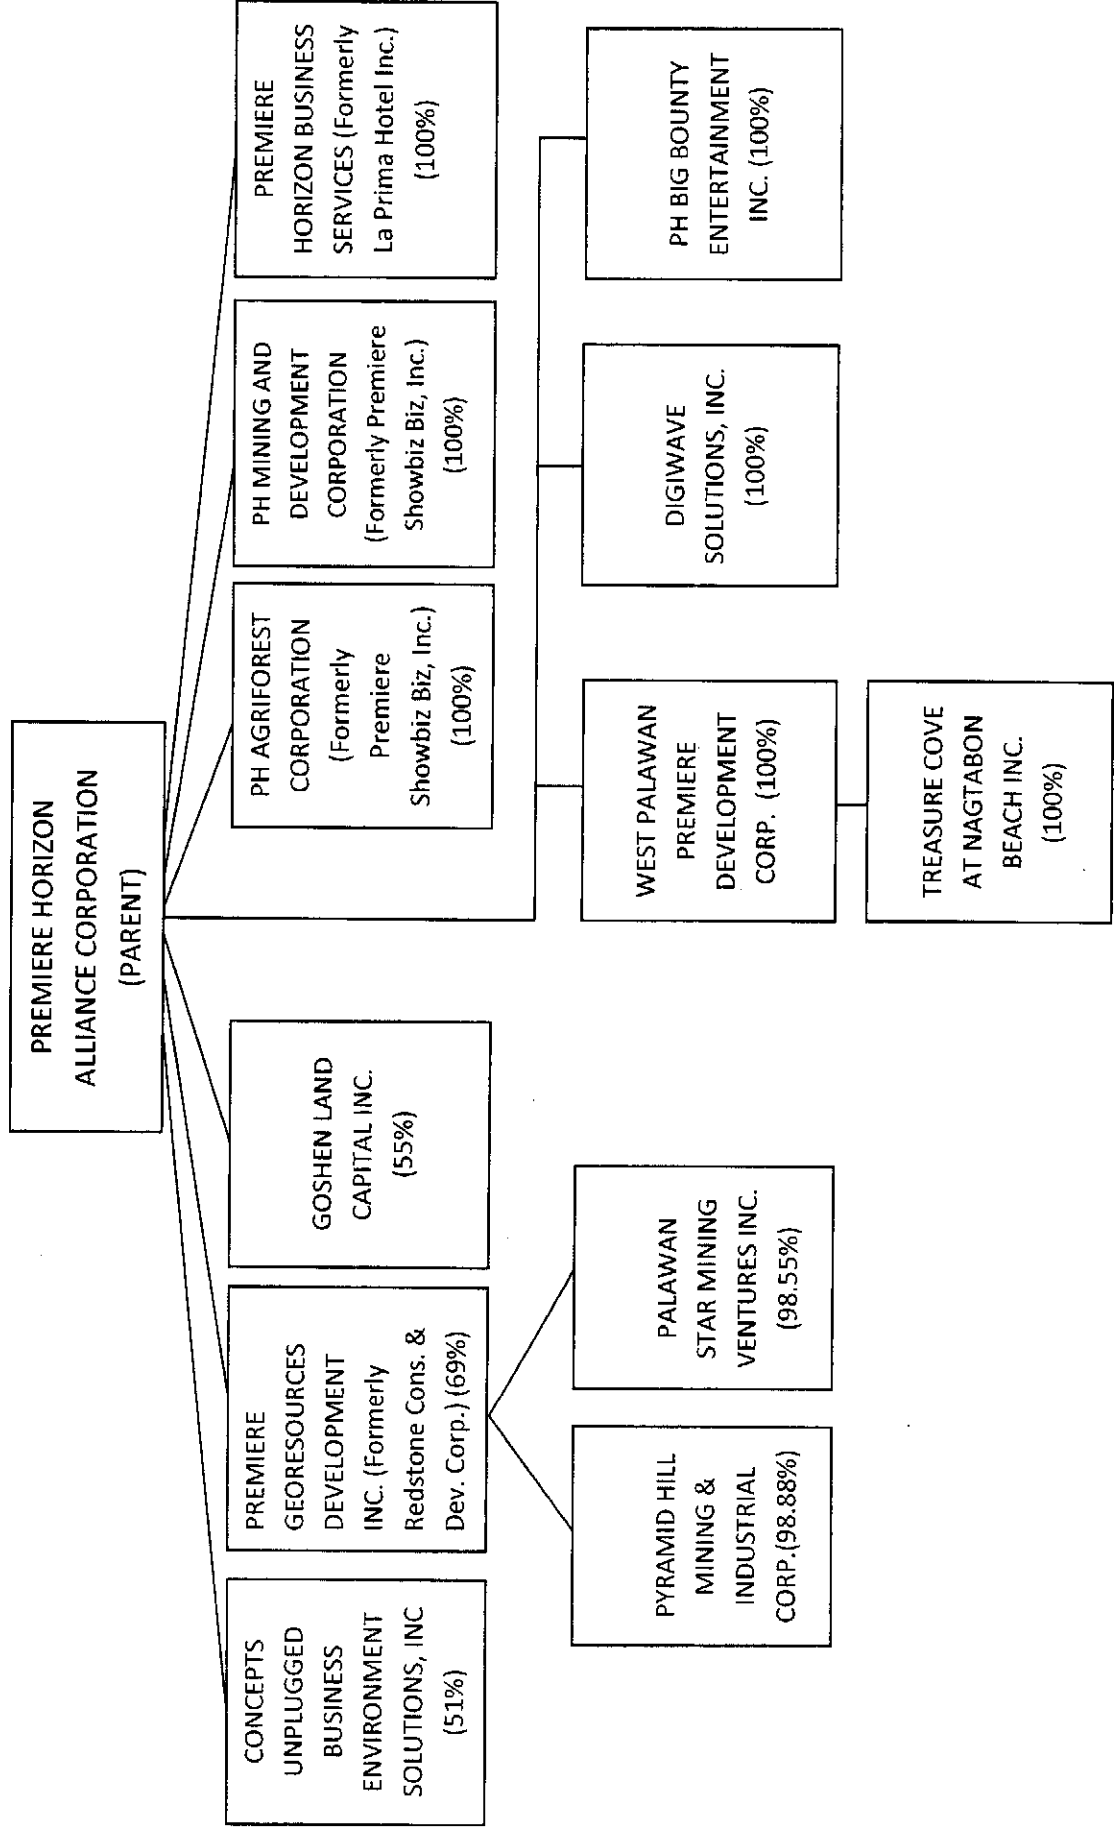 PREMIERE HORIZON
ALLIANCE CORPORATION
(PARENT)
CONCEPTS
UNPLUGGED
BUSINESS
ENVIRONMENT
SOLUTIONS, INC
(51%)
PREMIERE
GEORESOURCES
DEVELOPMENT
INC. (Formerly
Redstone Cons. &
Dev. Corp.) (69%)
GOSHEN LAND
CAPITAL INC.
(55%)
PH AGRIFOREST
CORPORATION
(Formerly
Premiere
Showbiz Biz, Inc.)
(100%)
PH MINING AND
DEVELOPMENT
CORPORATION
(Formerly Premiere
Showbiz Biz, Inc.)
(100%)
PREMIERE
HORIZON BUSINESS
SERVICES (Formerly
La Prima Hotel Inc.)
(100%)
PYRAMID HILL
MINING &
INDUSTRIAL
CORP.(98.88%)
PALAWAN
STAR MINING
VENTURES INC.
(98.55%)
WEST PALAWAN
PREMIERE
DEVELOPMENT
CORP. (100%)
DIGIWAVE
SOLUTIONS, INC.
(100%)
PH BIG BOUNTY
ENTERTAINMENT
INC. (100%)
TREASURE COVE
AT NAGTABON
BEACH INC.
(100%)